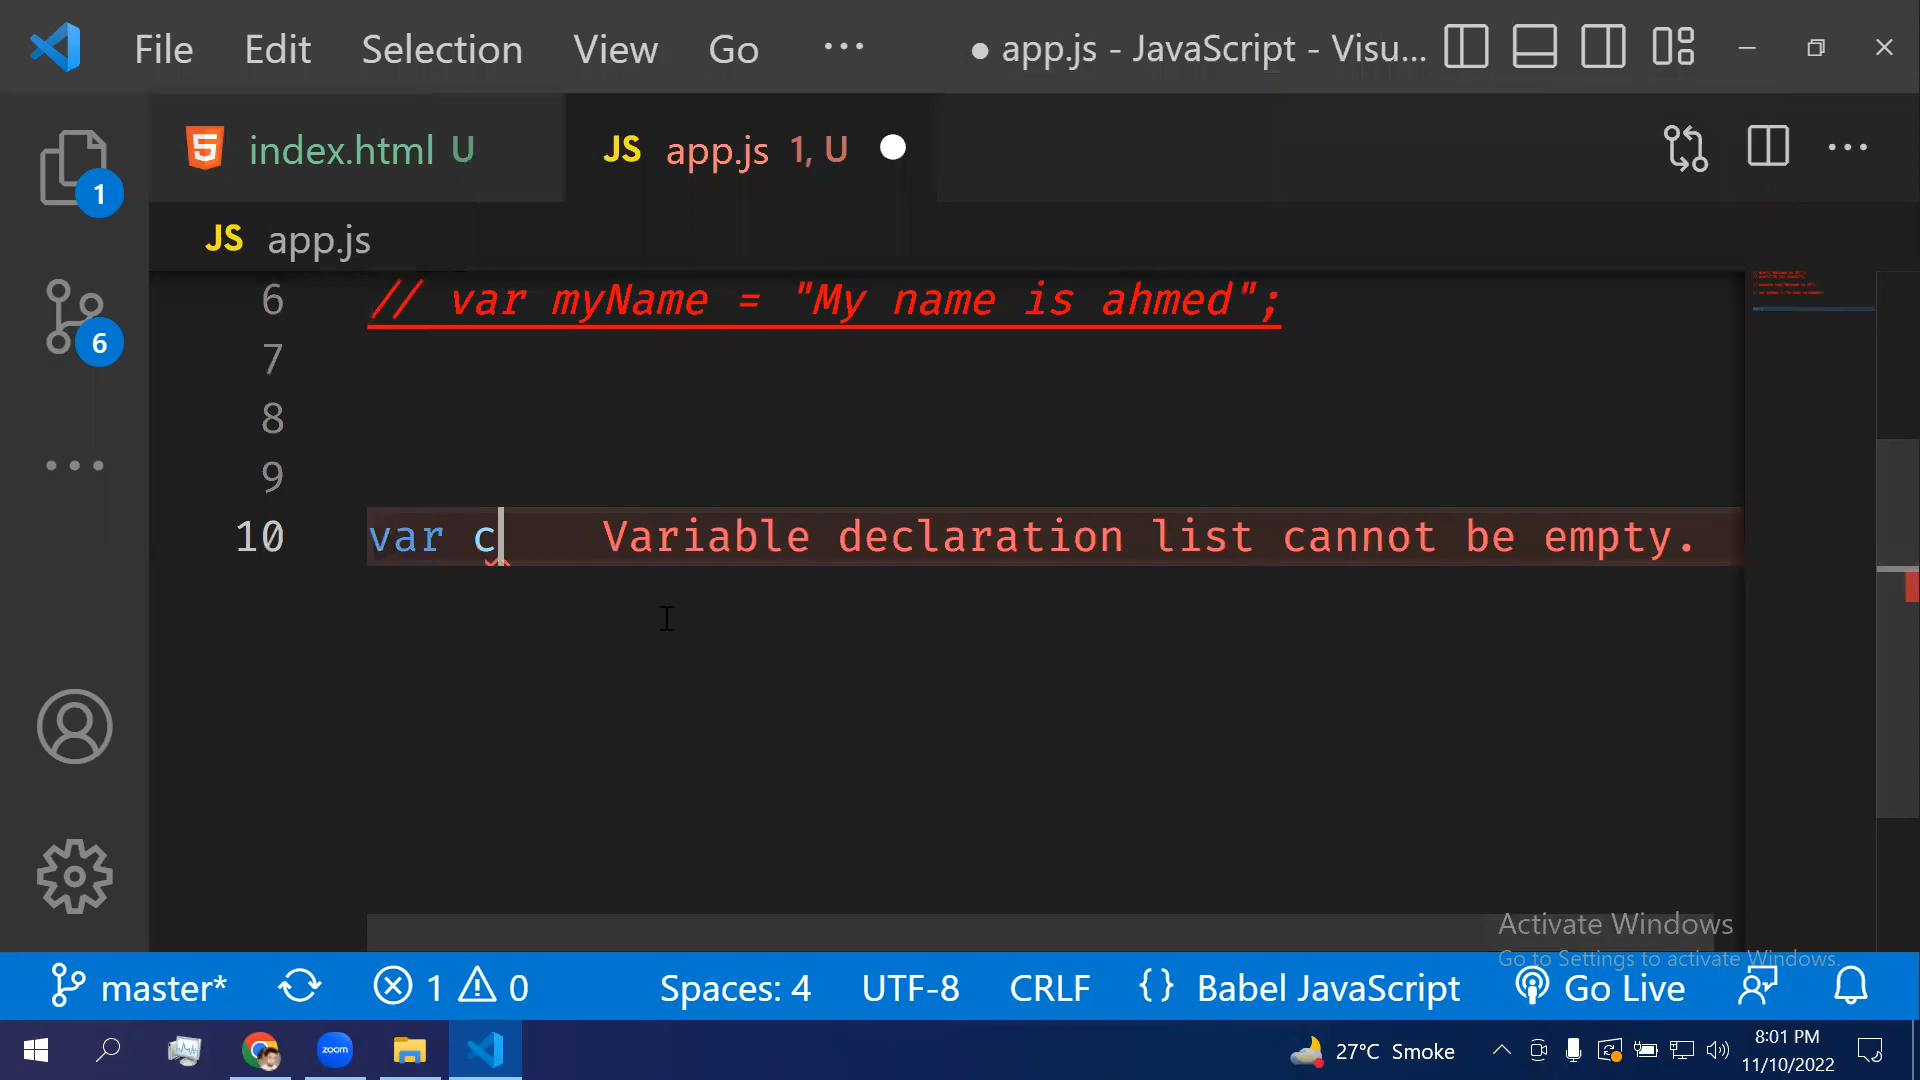 File Edit Selection View Go ··· ● app.js - JavaScript - Visu...
index.html U JS app.js 1, U
JS app.js
6 // var myName = "My name is ahmed";
7
8
9
10 var c Variable declaration list cannot be empty.
1
6
Activate Windows
Go to Settings to activate Windows.
master* 1 0 Spaces: 4 UTF-8 CRLF {} Babel JavaScript Go Live
zoom 27°C Smoke 8:01 PM
11/10/2022